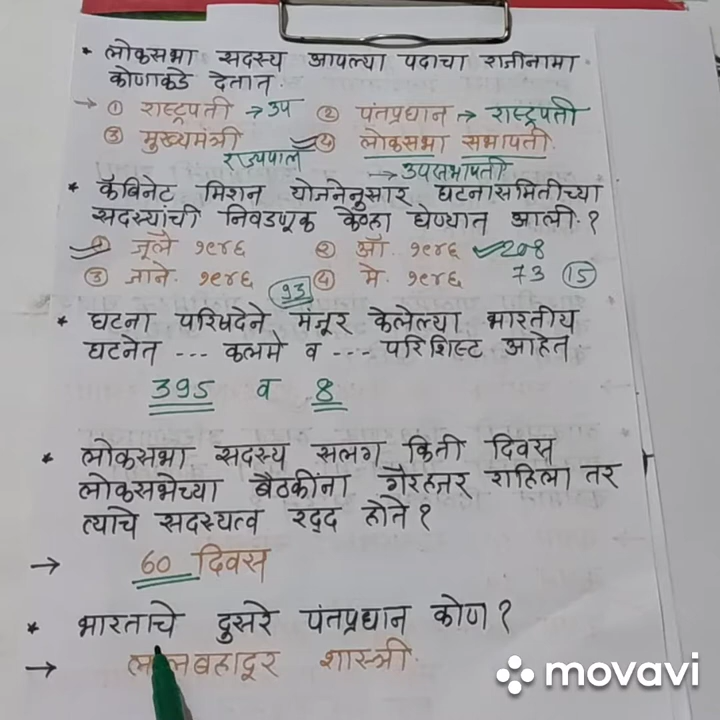 * लोकसभा सदस्य आपल्या पदाचा राजीनामा
कोणाकडे देतात.
→ ① राष्ट्रपती → उप ② पंतप्रधान → राष्ट्रपती
③ मुख्यमंत्री ④ लोकसभा सभापती.
राज्यपाल → उपसभापती
* कॅबिनेट मिशन योजनेनुसार घटनासमितीच्या
सदस्यांची निवडणूक केव्हा घेण्यात आली.?
① जूलै १९४६ ② ऑ. १९४६ 208
③ जाने. १९४६ 93 ④ मे. १९४६ 73 15
* घटना परिषदेने मंजूर केलेल्या भारतीय
घटनेत --- कलमे व --- परिशिस्ट आहेत.
395 व 8
* लोकसभा सदस्य सलग किती दिवस
लोकसभेच्या बैठकींना गैरहजर राहिला तर
त्याचे सदस्यत्व रद्द होते?
→ 60 दिवस
* भारताचे दुसरे पंतप्रधान कोण?
→ लालबहादूर शास्त्री.
movavi